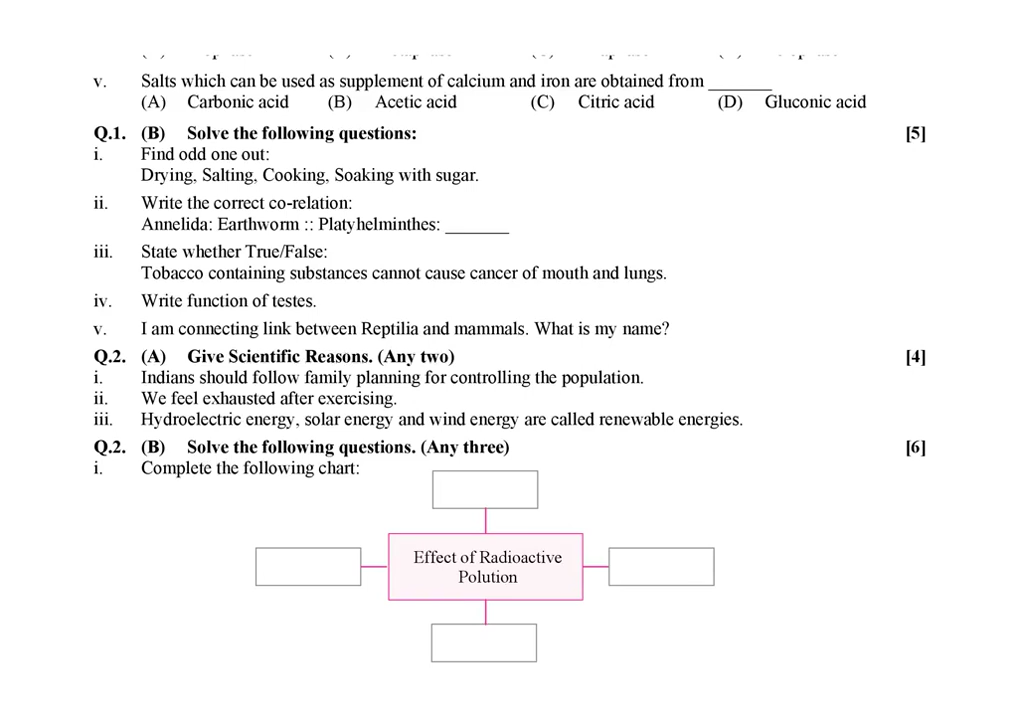 v. Salts which can be used as supplement of calcium and iron are obtained from _______
(A) Carbonic acid (B) Acetic acid (C) Citric acid (D) Gluconic acid
Q.1. (B) Solve the following questions: [5]
i. Find odd one out:
Drying, Salting, Cooking, Soaking with sugar.
ii. Write the correct co-relation:
Annelida: Earthworm :: Platyhelminthes: _______
iii. State whether True/False:
Tobacco containing substances cannot cause cancer of mouth and lungs.
iv. Write function of testes.
v. I am connecting link between Reptilia and mammals. What is my name?
Q.2. (A) Give Scientific Reasons. (Any two) [4]
i. Indians should follow family planning for controlling the population.
ii. We feel exhausted after exercising.
iii. Hydroelectric energy, solar energy and wind energy are called renewable energies.
Q.2. (B) Solve the following questions. (Any three) [6]
i. Complete the following chart:
Effect of Radioactive
Polution